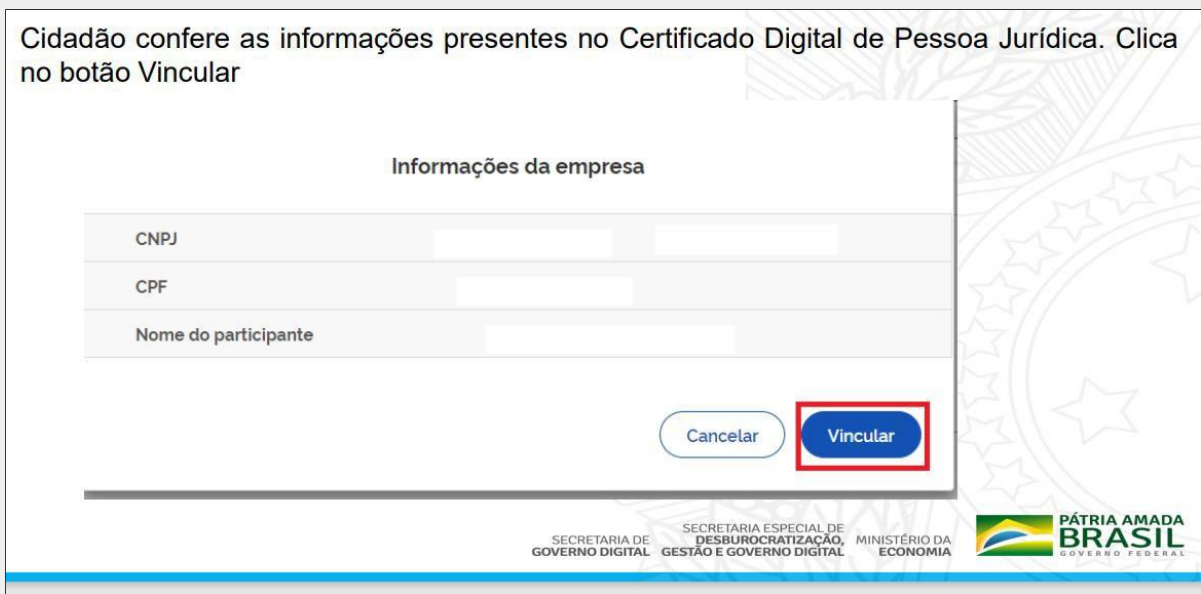 Cidadão confere as informações presentes no Certificado Digital de Pessoa Jurídica. Clica
no botão Vincular
Informações da empresa
CNPJ
CPF
Nome do participante
Cancelar
Vincular
SECRETARIA DE
GOVERNO DIGITAL
SECRETARIA ESPECIAL DE
DESBUROCRATIZAÇÃO,
GESTÃO E GOVERNO DIGITAL
MINISTÉRIO DA
ECONOMIA
PÁTRIA AMADA
BRASIL
GOVERNO FEDERAL